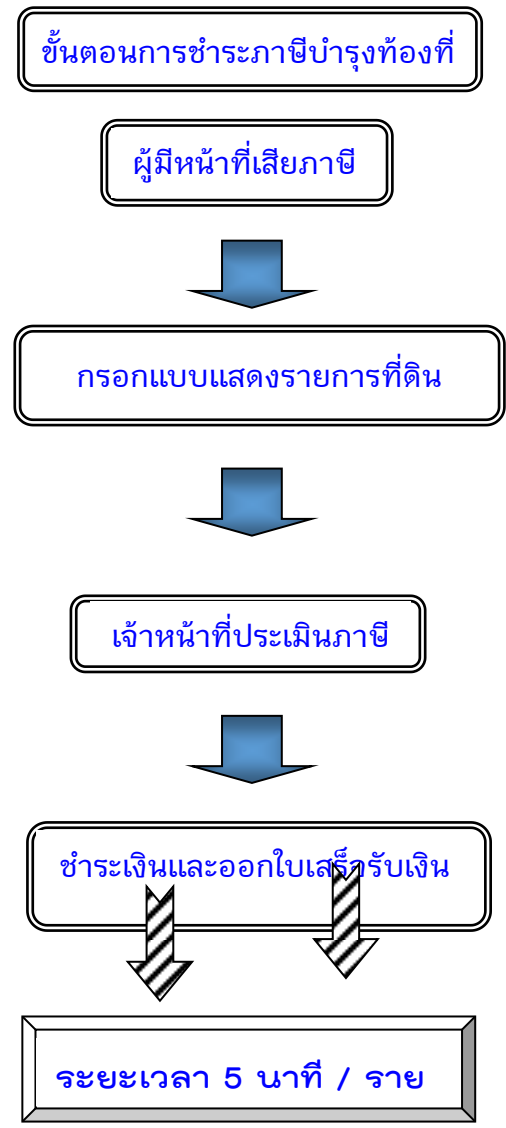 ขั้นตอนการชำระภาษีบำรุงท้องที่
ผู้มีหน้าที่เสียภาษี
กรอกแบบแสดงรายการที่ดิน
เจ้าหน้าที่ประเมินภาษี
ชำระเงินและออกใบเสร็จรับเงิน
ระยะเวลา 5 นาที / ราย